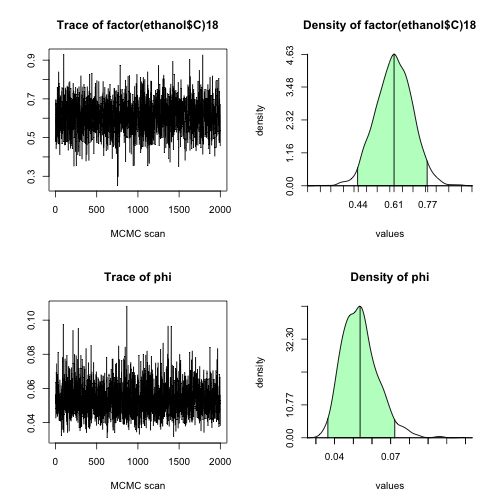 Trace of factor(ethanol$C)18
0.9
0.7
0.5
0.3
0 500 1000 1500 2000
MCMC scan
Density of factor(ethanol$C)18
density
4.63
3.48
2.32
1.16
0.00
0.44 0.61 0.77
values
Trace of phi
0.10
0.08
0.06
0.04
0 500 1000 1500 2000
MCMC scan
Density of phi
density
32.30
10.77
0.00
0.04 0.07
values